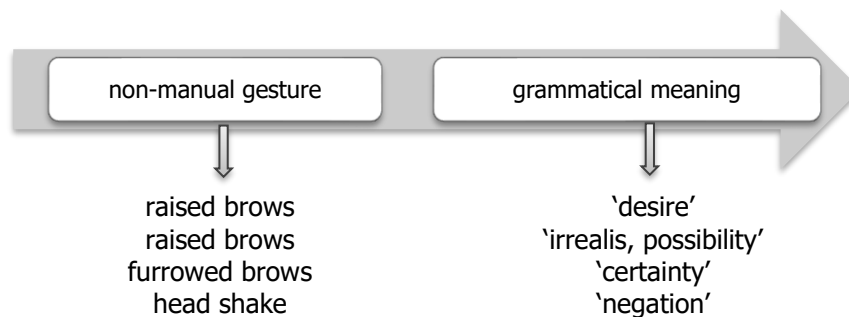 non-manual gesture
grammatical meaning
raised brows
raised brows
furrowed brows
head shake
‘desire’
‘irrealis, possibility’
‘certainty’
‘negation’